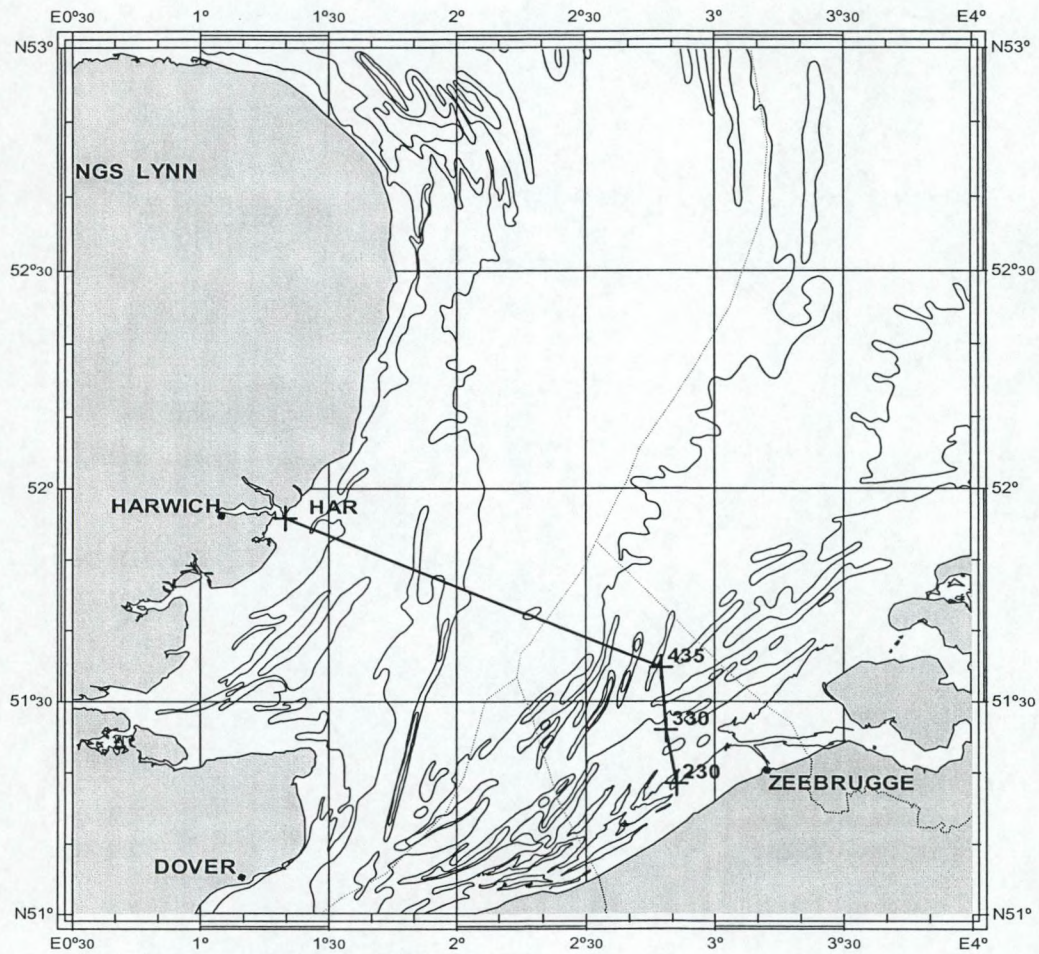 E0°30 1° 1°30 2° 2°30 3° 3°30 E4°
N53° N53°
NGS LYNN
52°30 52°30
HARWICH HAR
52° 52°
435
51°30 51°30
330
230
ZEEBRUGGE
DOVER
N51° N51°
E0°30 1° 1°30 2° 2°30 3° 3°30 E4°